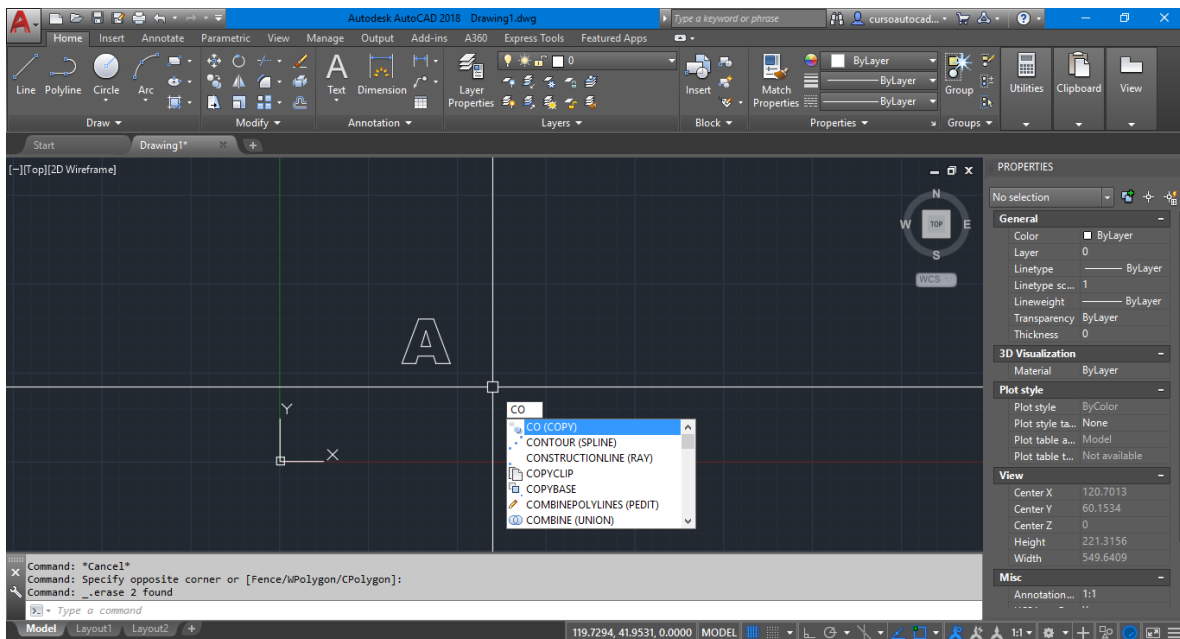 Autodesk AutoCAD 2018 Drawing1.dwg
Type a keyword or phrase
cursoautocad...
Home Insert Annotate Parametric View Manage Output Add-ins A360 Express Tools Featured Apps
0
ByLayer
Line Polyline Circle Arc
Text Dimension
Layer Properties
Insert
Match Properties
ByLayer
ByLayer
Group
Utilities Clipboard View
Draw Modify Annotation Layers Block Properties Groups
Start Drawing1* +
[−][Top][2D Wireframe]
N
W TOP E
S
WCS
A
Y
X
CO
CO (COPY)
CONTOUR (SPLINE)
CONSTRUCTIONLINE (RAY)
COPYCLIP
COPYBASE
COMBINEPOLYLINES (PEDIT)
COMBINE (UNION)
PROPERTIES
No selection
General
Color ByLayer
Layer 0
Linetype ByLayer
Linetype sc... 1
Lineweight ByLayer
Transparency ByLayer
Thickness 0
3D Visualization
Material ByLayer
Plot style
Plot style ByColor
Plot style ta... None
Plot table a... Model
Plot table t... Not available
View
Center X 120.7013
Center Y 60.1534
Center Z 0
Height 221.3156
Width 549.6409
Misc
Annotation... 1:1
Command: *Cancel*
Command: Specify opposite corner or [Fence/WPolygon/CPolygon]:
Command: _.erase 2 found
Type a command
Model Layout1 Layout2 +
119.7294, 41.9531, 0.0000 MODEL 1:1